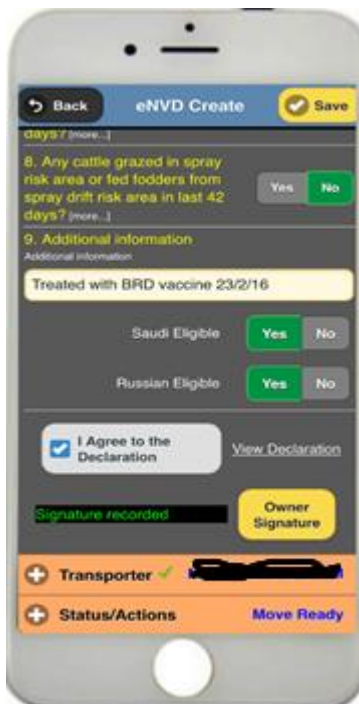 Back eNVD Create Save
days? [more...]
8. Any cattle grazed in spray
risk area or fed fodders from
spray drift risk area in last 42
days? [more...]
Yes No
9. Additional information
Additional information
Treated with BRD vaccine 23/2/16
Saudi Eligible Yes No
Russian Eligible Yes No
I Agree to the
Declaration
View Declaration
Signature recorded
Owner
Signature
Transporter
Status/Actions Move Ready